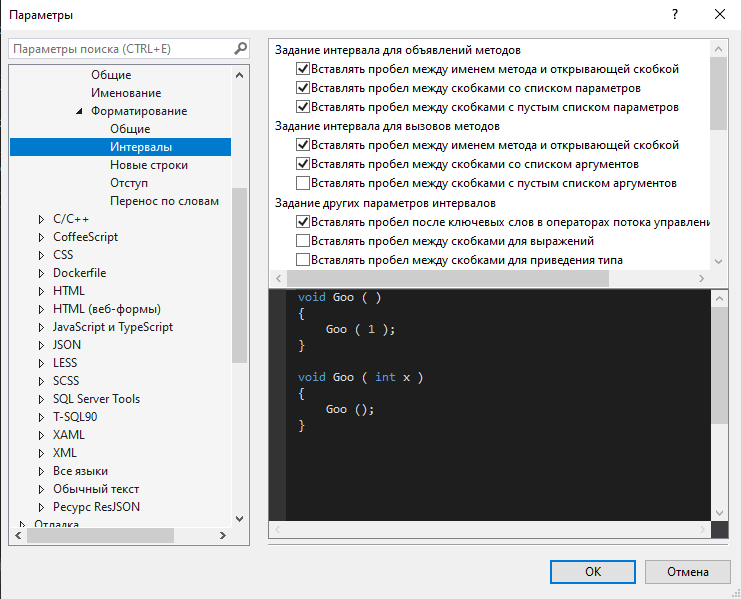 Параметры
?
Параметры поиска (CTRL+E)
Общие
Именование
Форматирование
Общие
Интервалы
Новые строки
Отступ
Перенос по словам
C/C++
CoffeeScript
CSS
Dockerfile
HTML
HTML (веб-формы)
JavaScript и TypeScript
JSON
LESS
SCSS
SQL Server Tools
T-SQL90
XAML
XML
Все языки
Обычный текст
Ресурс ResJSON
Отладка
Задание интервала для объявлений методов
Вставлять пробел между именем метода и открывающей скобкой
Вставлять пробел между скобками со списком параметров
Вставлять пробел между скобками с пустым списком параметров
Задание интервала для вызовов методов
Вставлять пробел между именем метода и открывающей скобкой
Вставлять пробел между скобками со списком аргументов
Вставлять пробел между скобками с пустым списком аргументов
Задание других параметров интервалов
Вставлять пробел после ключевых слов в операторах потока управлени
Вставлять пробел между скобками для выражений
Вставлять пробел между скобками для приведения типа
void Goo ( )
{
Goo ( 1 );
}
void Goo ( int x )
{
Goo ();
}
OK
Отмена